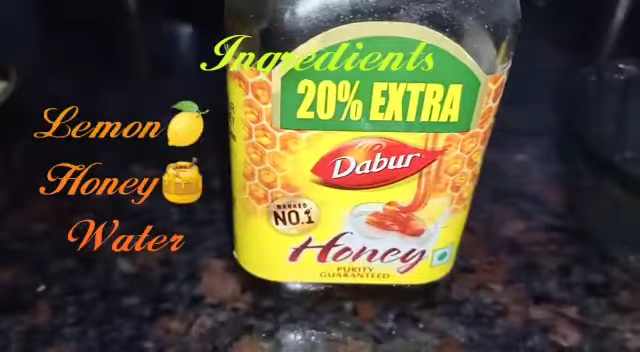 Ingredients
20% EXTRA
Lemon🍋
Honey🍯
Water
Dabur
RANKED
NO.1
Honey
PURITY
GUARANTEED